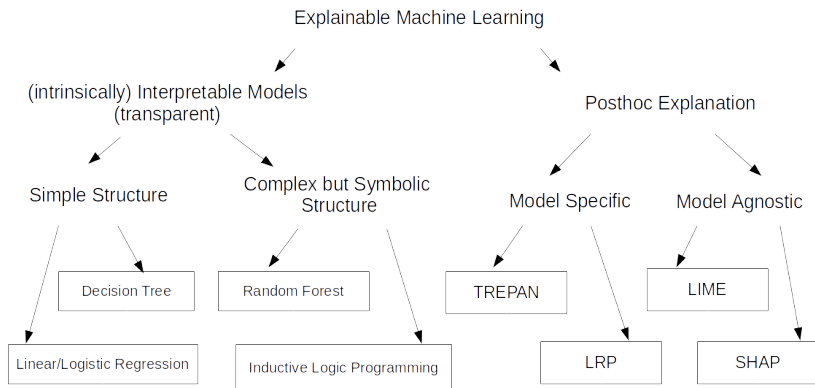 Explainable Machine Learning
(intrinsically) Interpretable Models
(transparent)
Posthoc Explanation
Simple Structure
Complex but Symbolic
Structure
Model Specific
Model Agnostic
Decision Tree
Random Forest
TREPAN
LIME
Linear/Logistic Regression
Inductive Logic Programming
LRP
SHAP